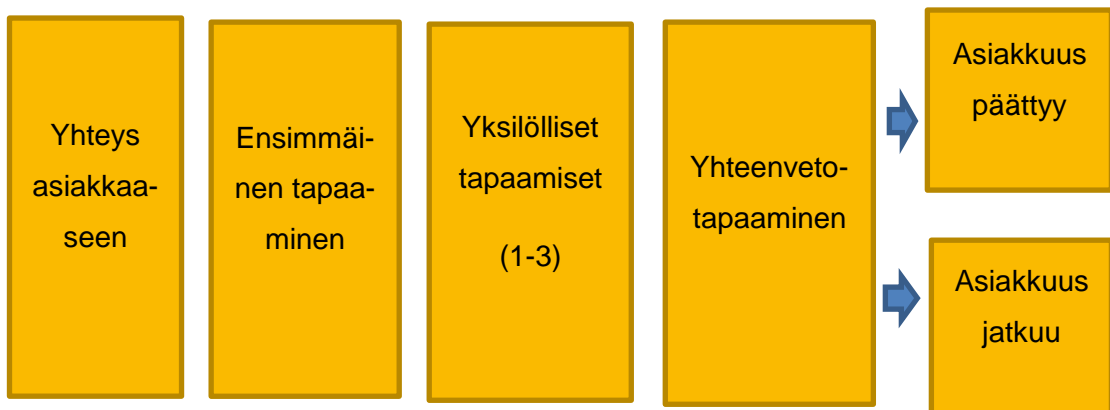 Yhteys
asiakkaa-
seen
Ensimmäi-
nen tapaa-
minen
Yksilölliset
tapaamiset
(1-3)
Yhteenveto-
tapaaminen
Asiakkuus
päättyy
Asiakkuus
jatkuu